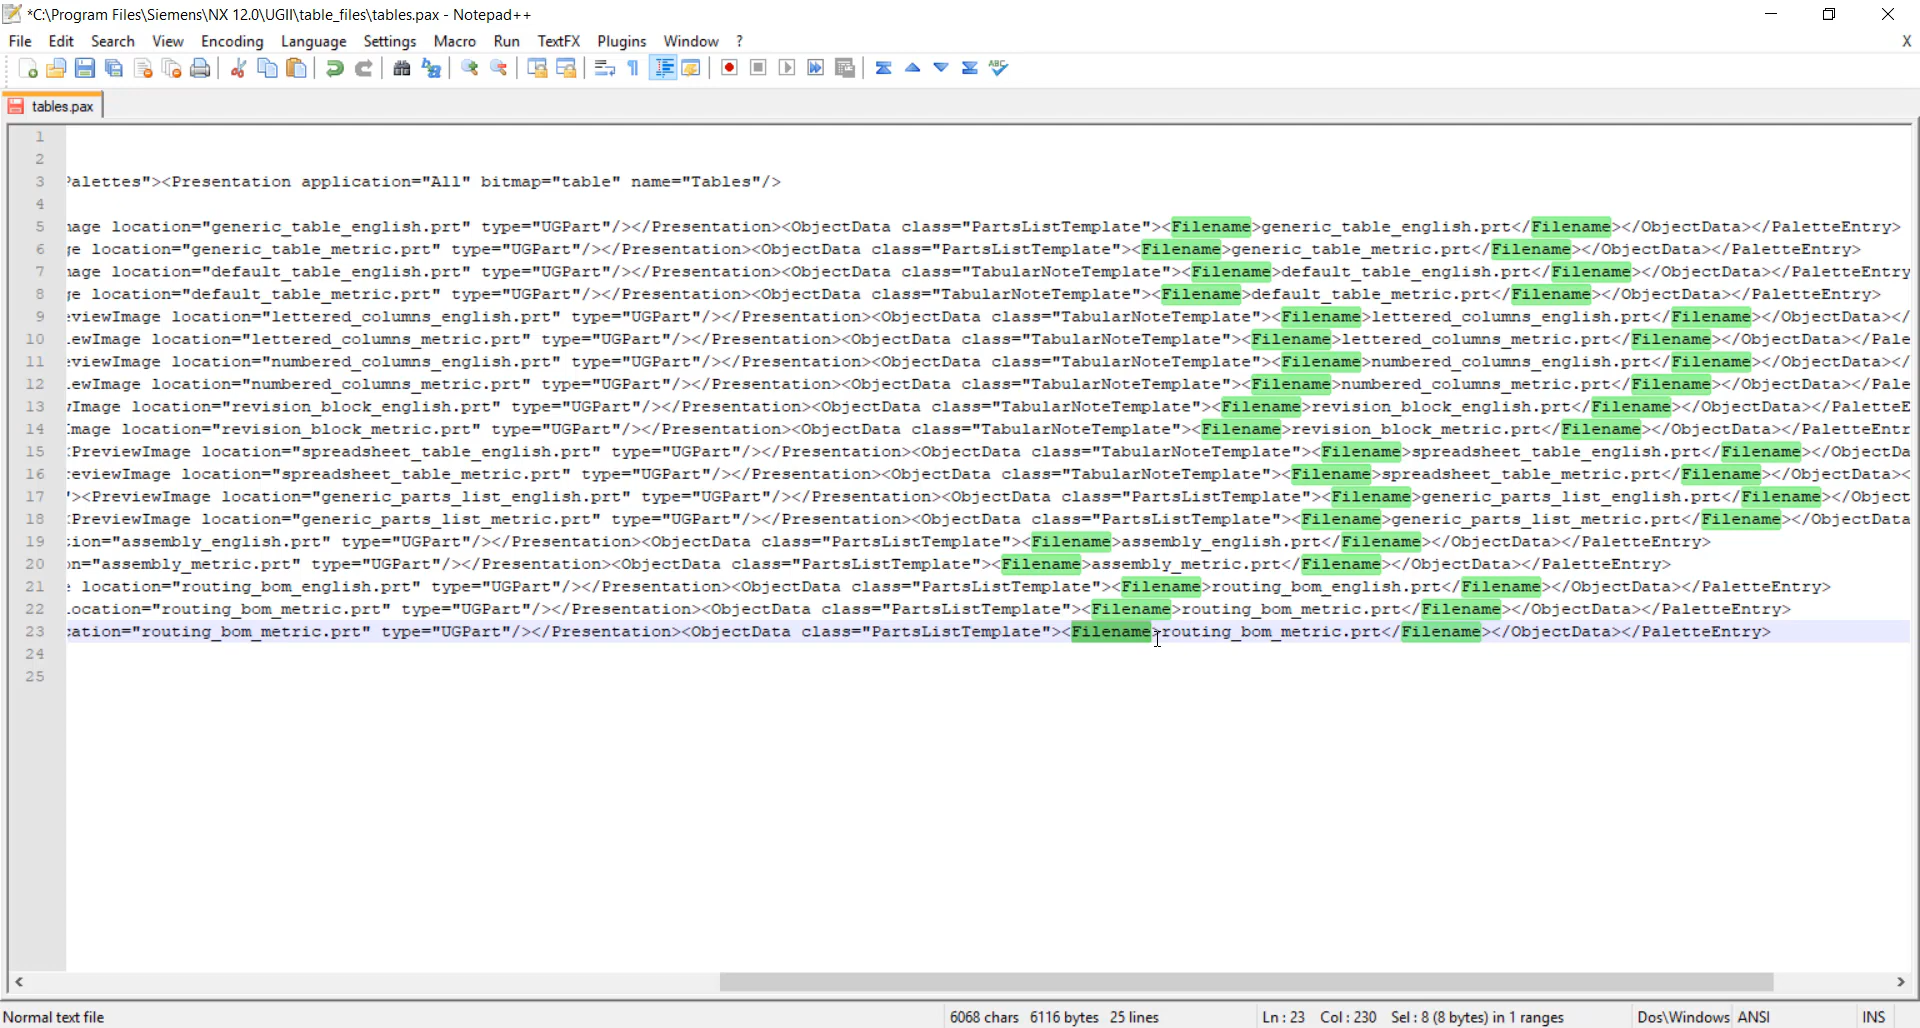 *C:\Program Files\Siemens\NX 12.0\UGII\table_files\tables.pax - Notepad++
File Edit Search View Encoding Language Settings Macro Run TextFX Plugins Window ? X
tables.pax
1
2
3 Palettes"><Presentation application="All" bitmap="table" name="Tables"/>
4
5 mage location="generic_table_english.prt" type="UGPart"/></Presentation><ObjectData class="PartsListTemplate"><Filename>generic_table_english.prt</Filename></ObjectData></PaletteEntry>
6 ge location="generic_table_metric.prt" type="UGPart"/></Presentation><ObjectData class="PartsListTemplate"><Filename>generic_table_metric.prt</Filename></ObjectData></PaletteEntry>
7 mage location="default_table_english.prt" type="UGPart"/></Presentation><ObjectData class="TabularNoteTemplate"><Filename>default_table_english.prt</Filename></ObjectData></PaletteEntry
8 ge location="default_table_metric.prt" type="UGPart"/></Presentation><ObjectData class="TabularNoteTemplate"><Filename>default_table_metric.prt</Filename></ObjectData></PaletteEntry>
9 eviewImage location="lettered_columns_english.prt" type="UGPart"/></Presentation><ObjectData class="TabularNoteTemplate"><Filename>lettered_columns_english.prt</Filename></ObjectData></
10 ewImage location="lettered_columns_metric.prt" type="UGPart"/></Presentation><ObjectData class="TabularNoteTemplate"><Filename>lettered_columns_metric.prt</Filename></ObjectData></Pale
11 eviewImage location="numbered_columns_english.prt" type="UGPart"/></Presentation><ObjectData class="TabularNoteTemplate"><Filename>numbered_columns_english.prt</Filename></ObjectData></
12 ewImage location="numbered_columns_metric.prt" type="UGPart"/></Presentation><ObjectData class="TabularNoteTemplate"><Filename>numbered_columns_metric.prt</Filename></ObjectData></Pale
13 wImage location="revision_block_english.prt" type="UGPart"/></Presentation><ObjectData class="TabularNoteTemplate"><Filename>revision_block_english.prt</Filename></ObjectData></PaletteE
14 Image location="revision_block_metric.prt" type="UGPart"/></Presentation><ObjectData class="TabularNoteTemplate"><Filename>revision_block_metric.prt</Filename></ObjectData></PaletteEntr
15 PreviewImage location="spreadsheet_table_english.prt" type="UGPart"/></Presentation><ObjectData class="TabularNoteTemplate"><Filename>spreadsheet_table_english.prt</Filename></ObjectDa
16 reviewImage location="spreadsheet_table_metric.prt" type="UGPart"/></Presentation><ObjectData class="TabularNoteTemplate"><Filename>spreadsheet_table_metric.prt</Filename></ObjectData><
17 "><PreviewImage location="generic_parts_list_english.prt" type="UGPart"/></Presentation><ObjectData class="PartsListTemplate"><Filename>generic_parts_list_english.prt</Filename></Object
18 PreviewImage location="generic_parts_list_metric.prt" type="UGPart"/></Presentation><ObjectData class="PartsListTemplate"><Filename>generic_parts_list_metric.prt</Filename></ObjectData
19 tion="assembly_english.prt" type="UGPart"/></Presentation><ObjectData class="PartsListTemplate"><Filename>assembly_english.prt</Filename></ObjectData></PaletteEntry>
20 on="assembly_metric.prt" type="UGPart"/></Presentation><ObjectData class="PartsListTemplate"><Filename>assembly_metric.prt</Filename></ObjectData></PaletteEntry>
21 e location="routing_bom_english.prt" type="UGPart"/></Presentation><ObjectData class="PartsListTemplate"><Filename>routing_bom_english.prt</Filename></ObjectData></PaletteEntry>
22 location="routing_bom_metric.prt" type="UGPart"/></Presentation><ObjectData class="PartsListTemplate"><Filename>routing_bom_metric.prt</Filename></ObjectData></PaletteEntry>
23 cation="routing_bom_metric.prt" type="UGPart"/></Presentation><ObjectData class="PartsListTemplate"><Filename>routing_bom_metric.prt</Filename></ObjectData></PaletteEntry>
24
25
Normal text file 6068 chars 6116 bytes 25 lines Ln : 23 Col : 230 Sel : 8 (8 bytes) in 1 ranges Dos\Windows ANSI INS